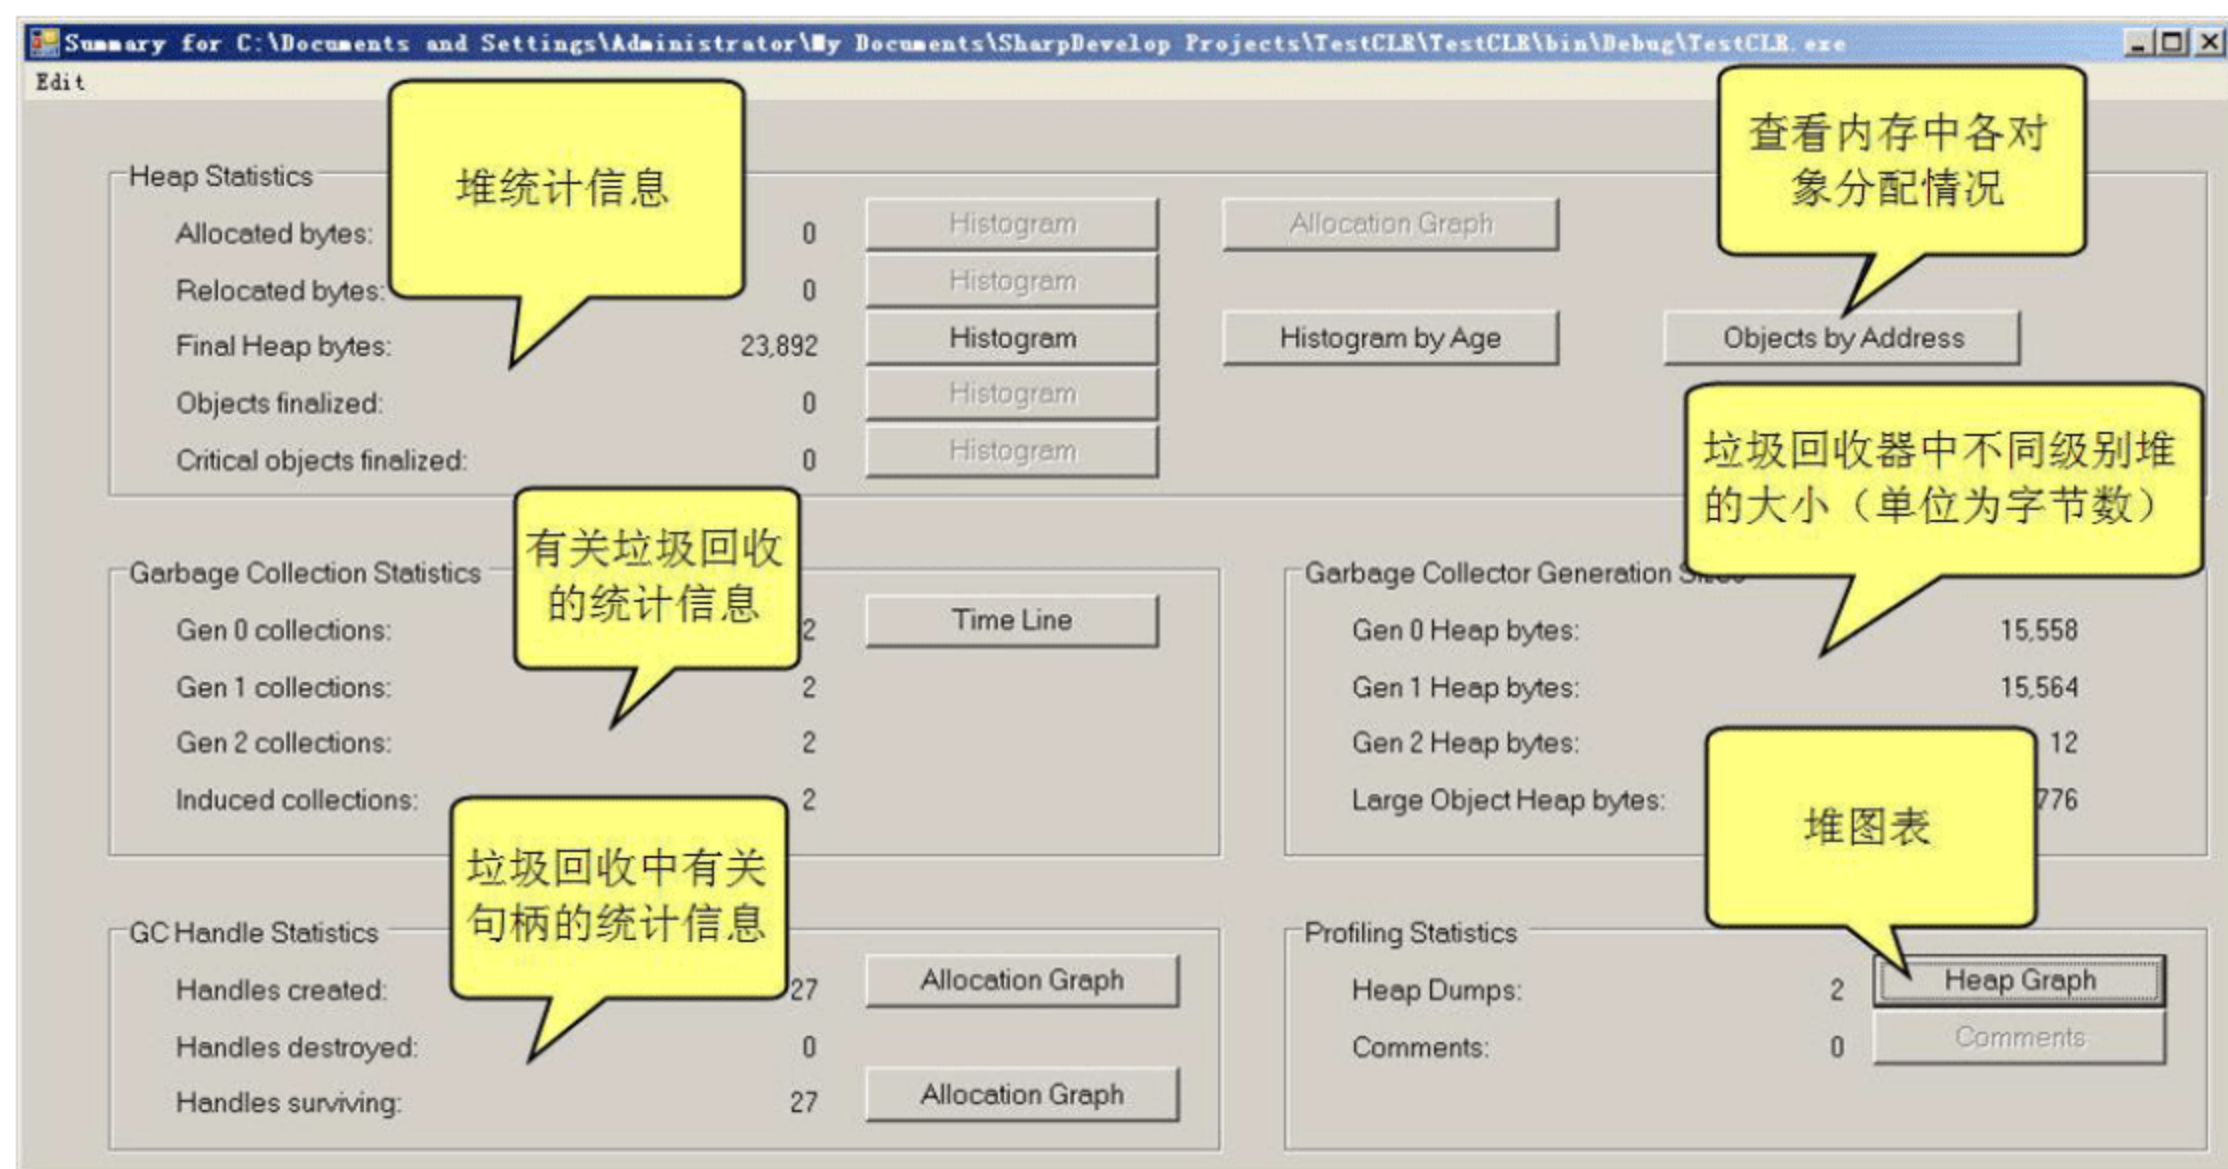 Summary for C:\Documents and Settings\Administrator\My Documents\SharpDevelop Projects\TestCLR\TestCLR\bin\Debug\TestCLR.exe
Edit
堆统计信息
查看内存中各对
象分配情况
Heap Statistics
Allocated bytes: 0 Histogram Allocation Graph
Relocated bytes: 0 Histogram
Final Heap bytes: 23,892 Histogram Histogram by Age Objects by Address
Objects finalized: 0 Histogram
Critical objects finalized: 0 Histogram
垃圾回收器中不同级别堆
的大小（单位为字节数）
有关垃圾回收
的统计信息
Garbage Collection Statistics
Gen 0 collections: 2 Time Line
Gen 1 collections: 2
Gen 2 collections: 2
Induced collections: 2
Garbage Collector Generation
Gen 0 Heap bytes: 15,558
Gen 1 Heap bytes: 15,564
Gen 2 Heap bytes: 12
Large Object Heap bytes: 776
垃圾回收中有关
句柄的统计信息
堆图表
GC Handle Statistics
Handles created: 27 Allocation Graph
Handles destroyed: 0
Handles surviving: 27 Allocation Graph
Profiling Statistics
Heap Dumps: 2 Heap Graph
Comments: 0 Comments